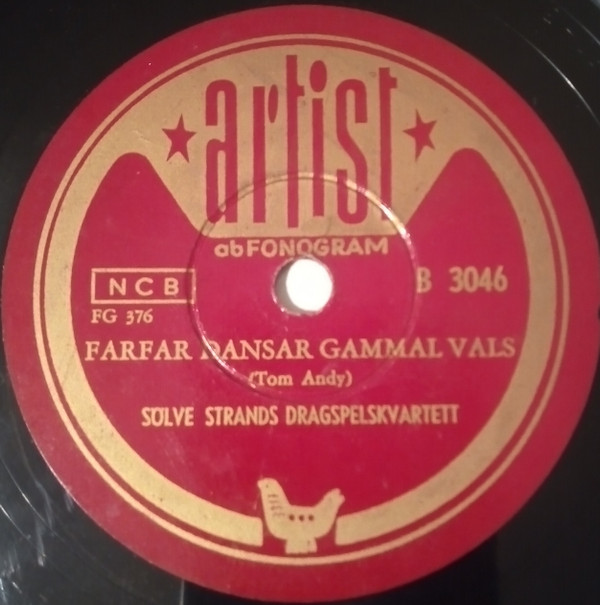 artist
ab FONOGRAM
NCB
B 3046
FG 376
FARFAR DANSAR GAMMAL VALS
(Tom Andy)
SÖLVE STRANDS DRAGSPELSKVARTETT